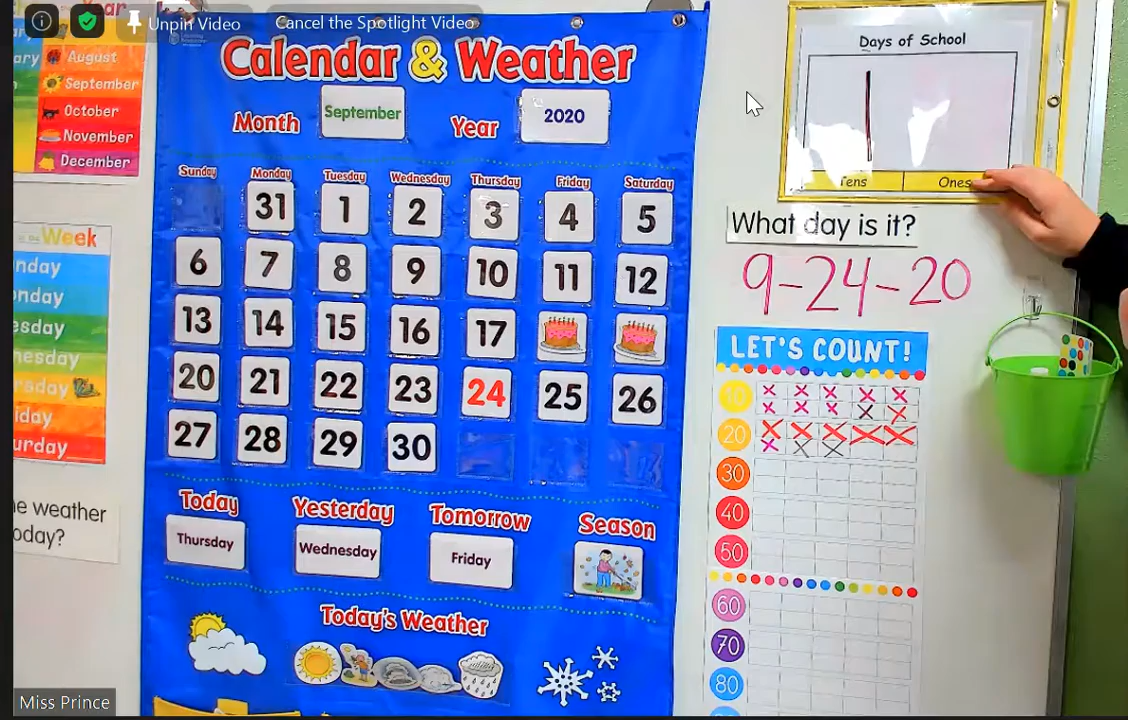 Unpin Video
Cancel the Spotlight Video
Year
August
September
October
November
December
Week
nday
onday
esday
nesday
rsday
iday
urday
e weather
oday?
Calendar & Weather
Month September Year 2020
Sunday Monday Tuesday Wednesday Thursday Friday Saturday
31 1 2 3 4 5
6 7 8 9 10 11 12
13 14 15 16 17
20 21 22 23 24 25 26
27 28 29 30
Today Yesterday Tomorrow Season
Thursday Wednesday Friday
Today's Weather
Days of School
Tens Ones
What day is it?
9-24-20
LET'S COUNT!
10
20
30
40
50
60
70
80
Miss Prince